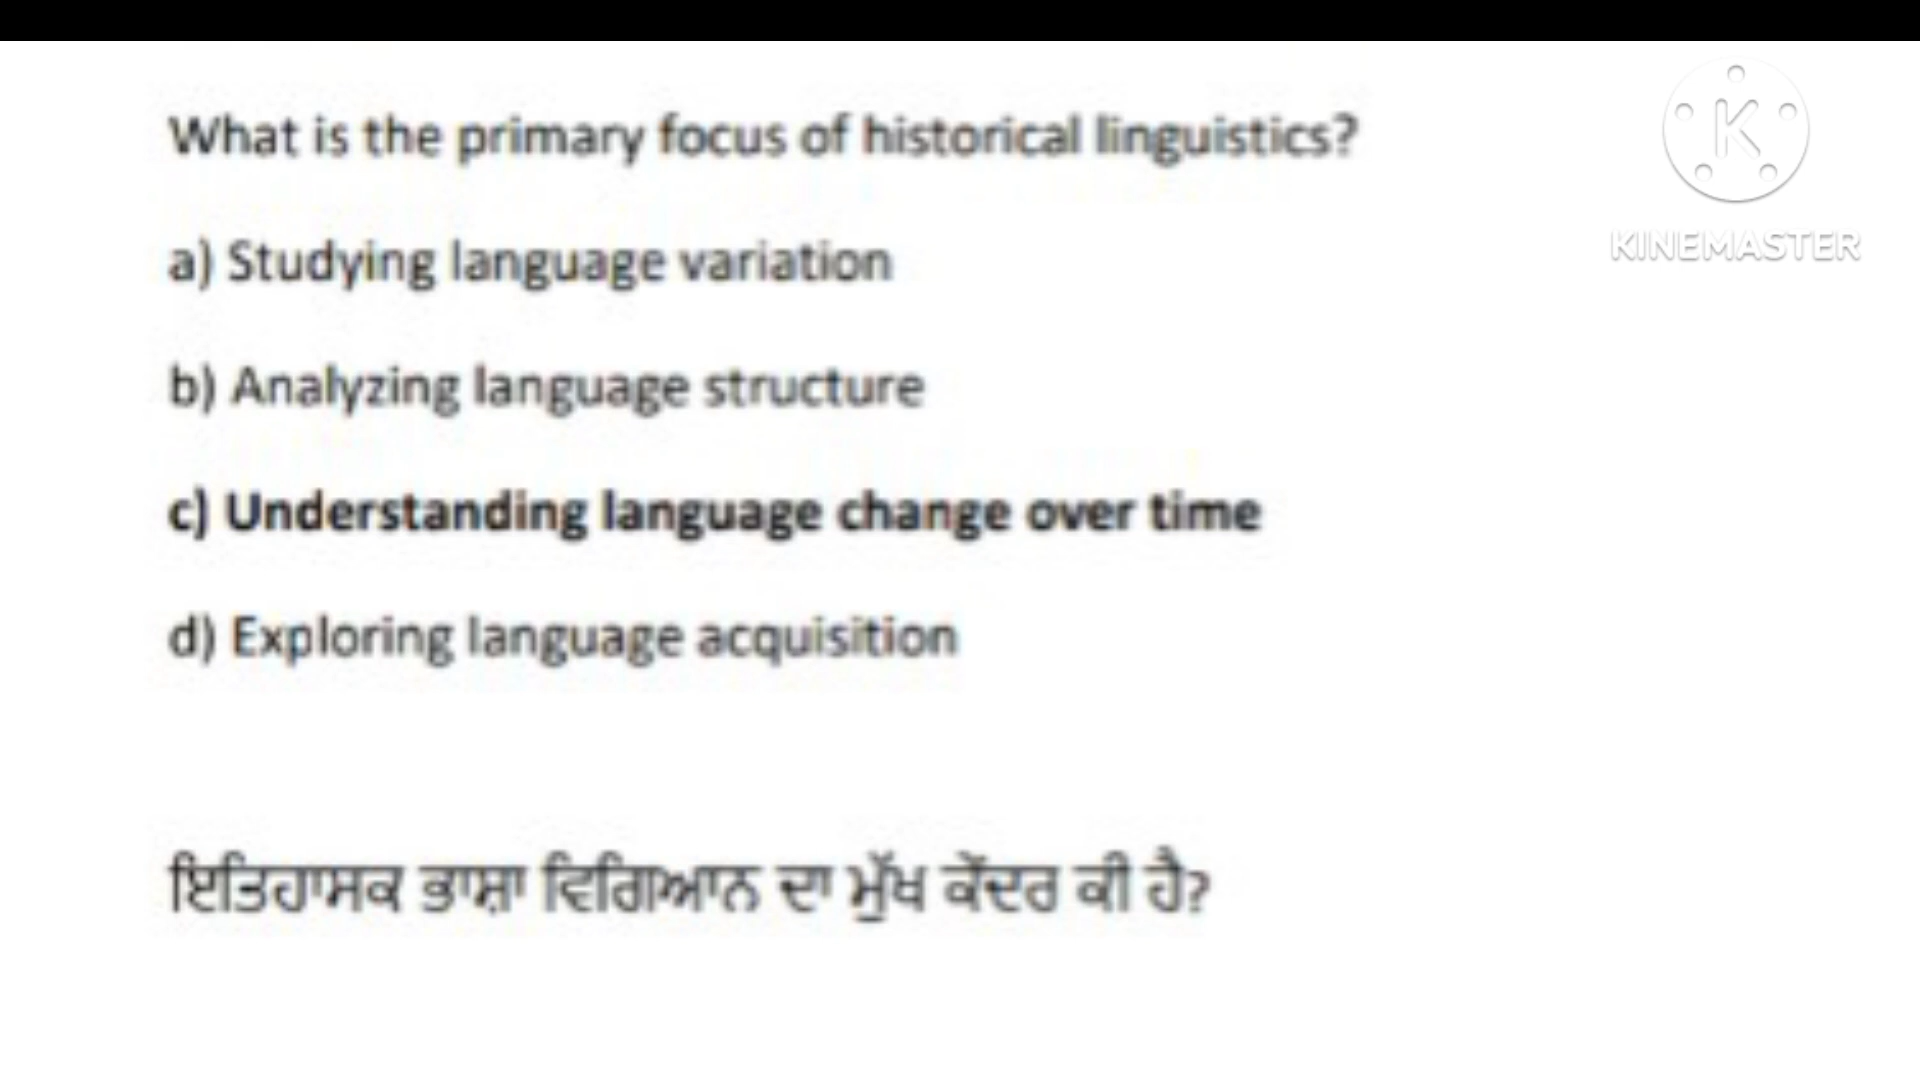 What is the primary focus of historical linguistics?
KINEMASTER
a) Studying language variation
b) Analyzing language structure
c) Understanding language change over time
d) Exploring language acquisition
ਇਤਿਹਾਸਕ ਭਾਸ਼ਾ ਵਿਗਿਆਨ ਦਾ ਮੁੱਖ ਕੇਂਦਰ ਕੀ ਹੈ?